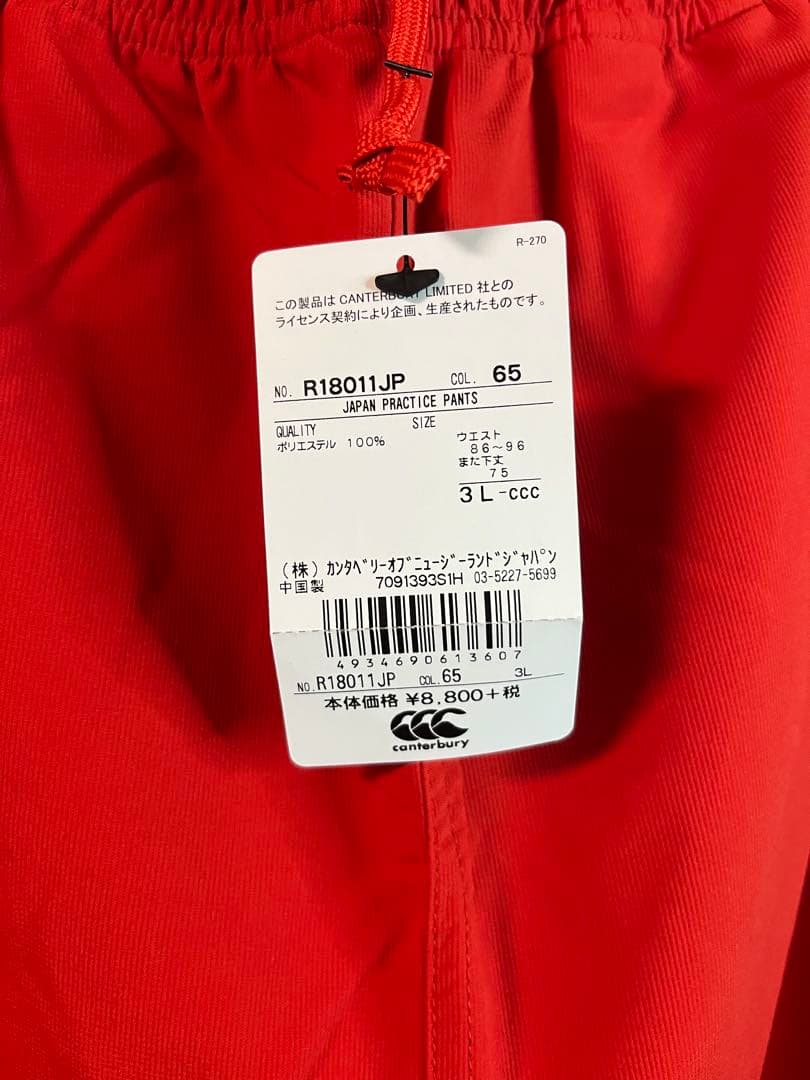 R-270
この製品は CANTERBURY LIMITED 社との
ライセンス契約により企画、生産されたものです。
NO. R18011JP COL. 65
JAPAN PRACTICE PANTS
QUALITY SIZE
ポリエステル 100%
ウエスト
86～96
また下丈
75
3L-CCC
(株) ｶﾝﾀﾍﾞﾘｰｵﾌﾞﾆｭｰｼﾞｰﾗﾝﾄﾞｼﾞｬﾊﾟﾝ
中国製 7091393S1H 03-5227-5699
4934690613607
NO. R18011JP COL. 65 3L
本体価格 ¥8,800+税
CCC
canterbury